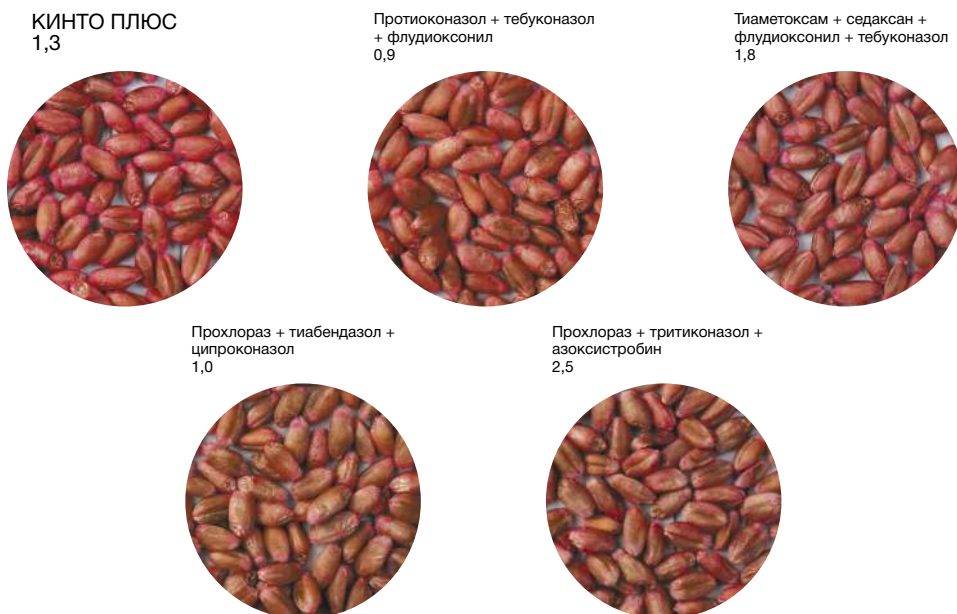 КИНТО ПЛЮС
1,3
Протиоконазол + тебуконазол
+ флудиоксонил
0,9
Тиаметоксам + седаксан +
флудиоксонил + тебуконазол
1,8
Прохлораз + тиабендазол +
ципроконазол
1,0
Прохлораз + тритиконазол +
азоксистробин
2,5